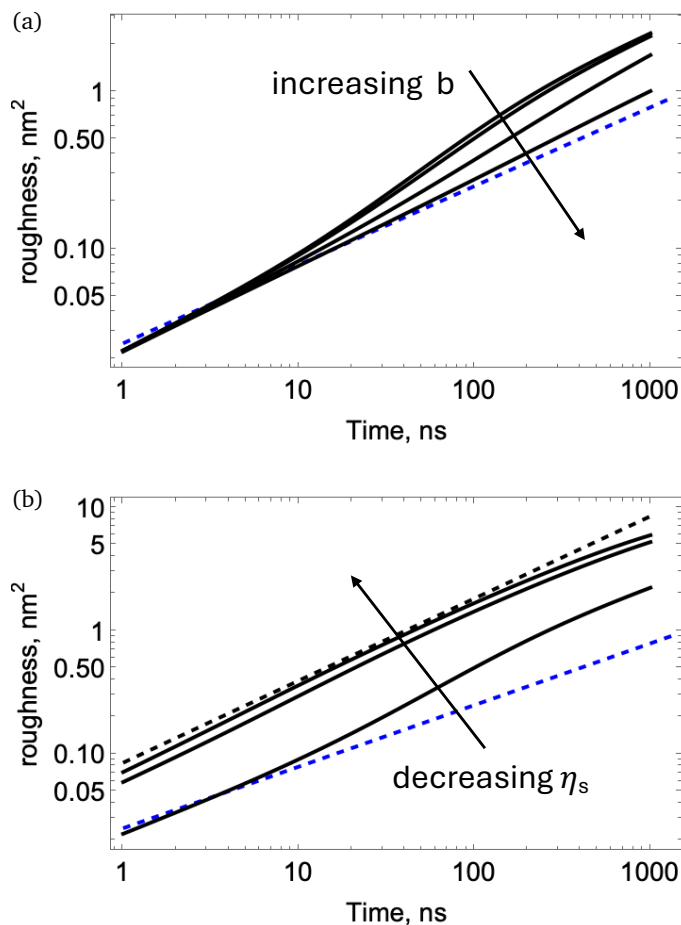 (a)
roughness, nm²
1
0.50
0.10
0.05
increasing b
1 10 100 1000
Time, ns
(b)
roughness, nm²
10
5
1
0.50
0.10
0.05
decreasing ηs
1 10 100 1000
Time, ns